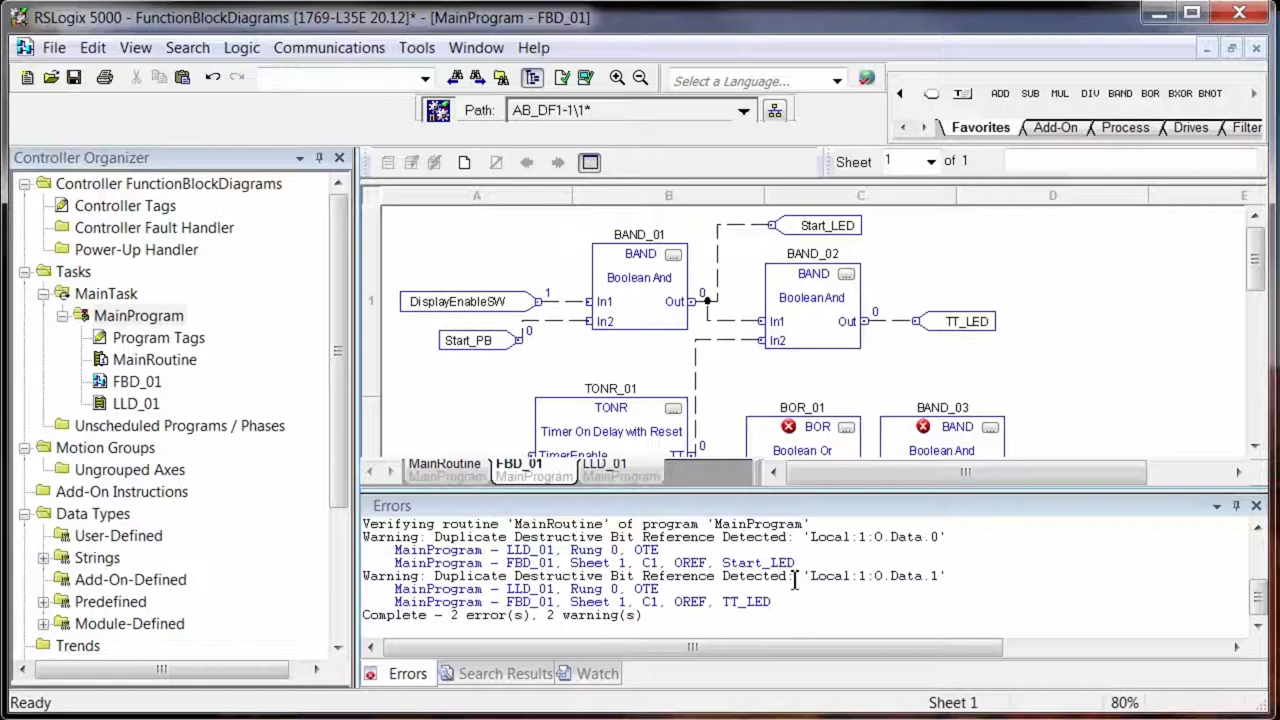 RSLogix 5000 - FunctionBlockDiagrams [1769-L35E 20.12]* - [MainProgram - FBD_01]
File Edit View Search Logic Communications Tools Window Help
Select a Language...
Path: AB_DF1-1\1*
ADD SUB MUL DIV BAND BOR BXOR BNOT
Favorites Add-On Process Drives Filter
Controller Organizer
Controller FunctionBlockDiagrams
Controller Tags
Controller Fault Handler
Power-Up Handler
Tasks
MainTask
MainProgram
Program Tags
MainRoutine
FBD_01
LLD_01
Unscheduled Programs / Phases
Motion Groups
Ungrouped Axes
Add-On Instructions
Data Types
User-Defined
Strings
Add-On-Defined
Predefined
Module-Defined
Trends
Sheet 1 of 1
A B C D E
1
Start_LED
BAND_01
BAND ...
Boolean And
DisplayEnableSW 1 In1 Out 0
Start_PB 0 In2
BAND_02
BAND ...
Boolean And
In1 Out 0 TT_LED
In2
TONR_01
TONR ...
Timer On Delay with Reset
TimerEnable TT 0
BOR_01
BOR ...
Boolean Or
BAND_03
BAND ...
Boolean And
MainRoutine FBD_01 LLD_01
MainProgram MainProgram MainProgram
Errors
Verifying routine 'MainRoutine' of program 'MainProgram'
Warning: Duplicate Destructive Bit Reference Detected: 'Local:1:O.Data.0'
MainProgram - LLD_01, Rung 0, OTE
MainProgram - FBD_01, Sheet 1, C1, OREF, Start_LED
Warning: Duplicate Destructive Bit Reference Detected: 'Local:1:O.Data.1'
MainProgram - LLD_01, Rung 0, OTE
MainProgram - FBD_01, Sheet 1, C1, OREF, TT_LED
Complete - 2 error(s), 2 warning(s)
Errors Search Results Watch
Ready Sheet 1 80%